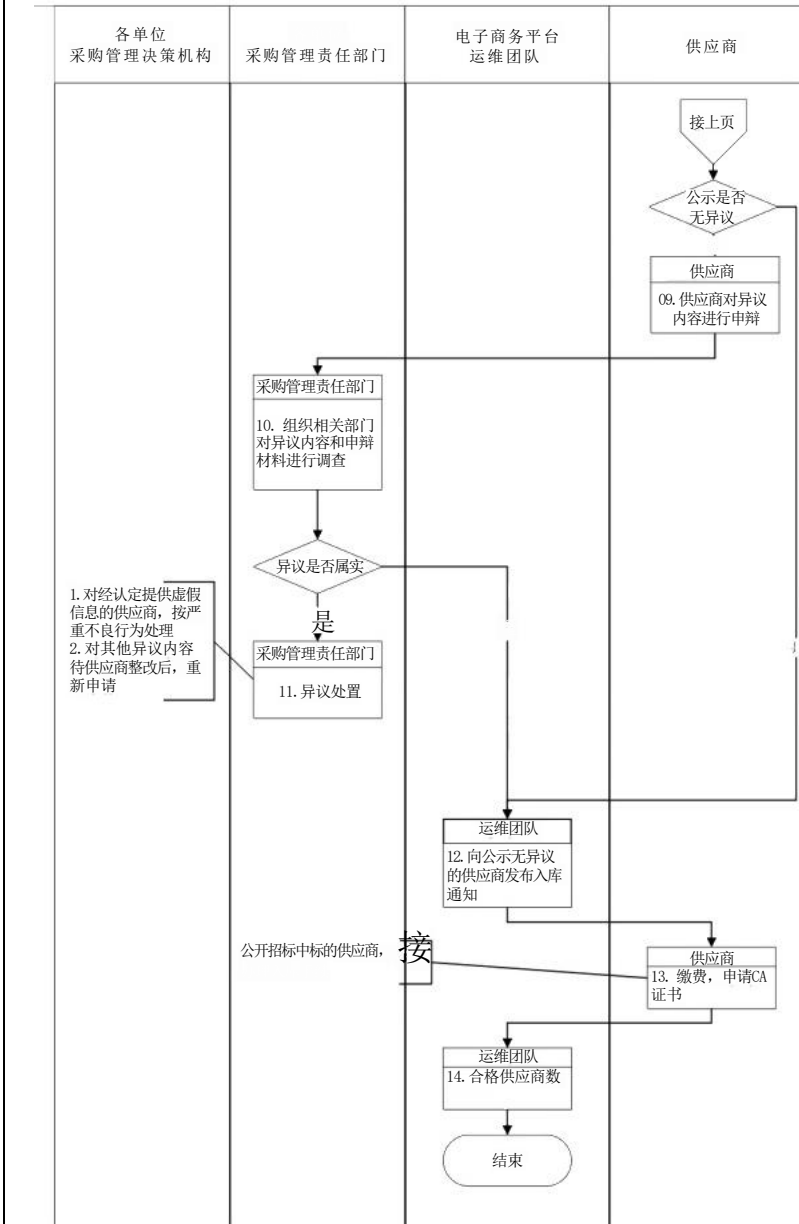 各单位
采购管理决策机构
采购管理责任部门
电子商务平台
运维团队
供应商
接上页
公示是否
无异议
供应商
09.供应商对异议
内容进行申辩
采购管理责任部门
10. 组织相关部门
对异议内容和申辩
材料进行调查
异议是否属实
是
1.对经认定提供虚假
信息的供应商，按严
重不良行为处理
2.对其他异议内容
待供应商整改后，重
新申请
采购管理责任部门
11.异议处置
运维团队
12.向公示无异议
的供应商发布入库
通知
公开招标中标的供应商，
接
供应商
13. 缴费，申请CA
证书
运维团队
14.合格供应商数
结束